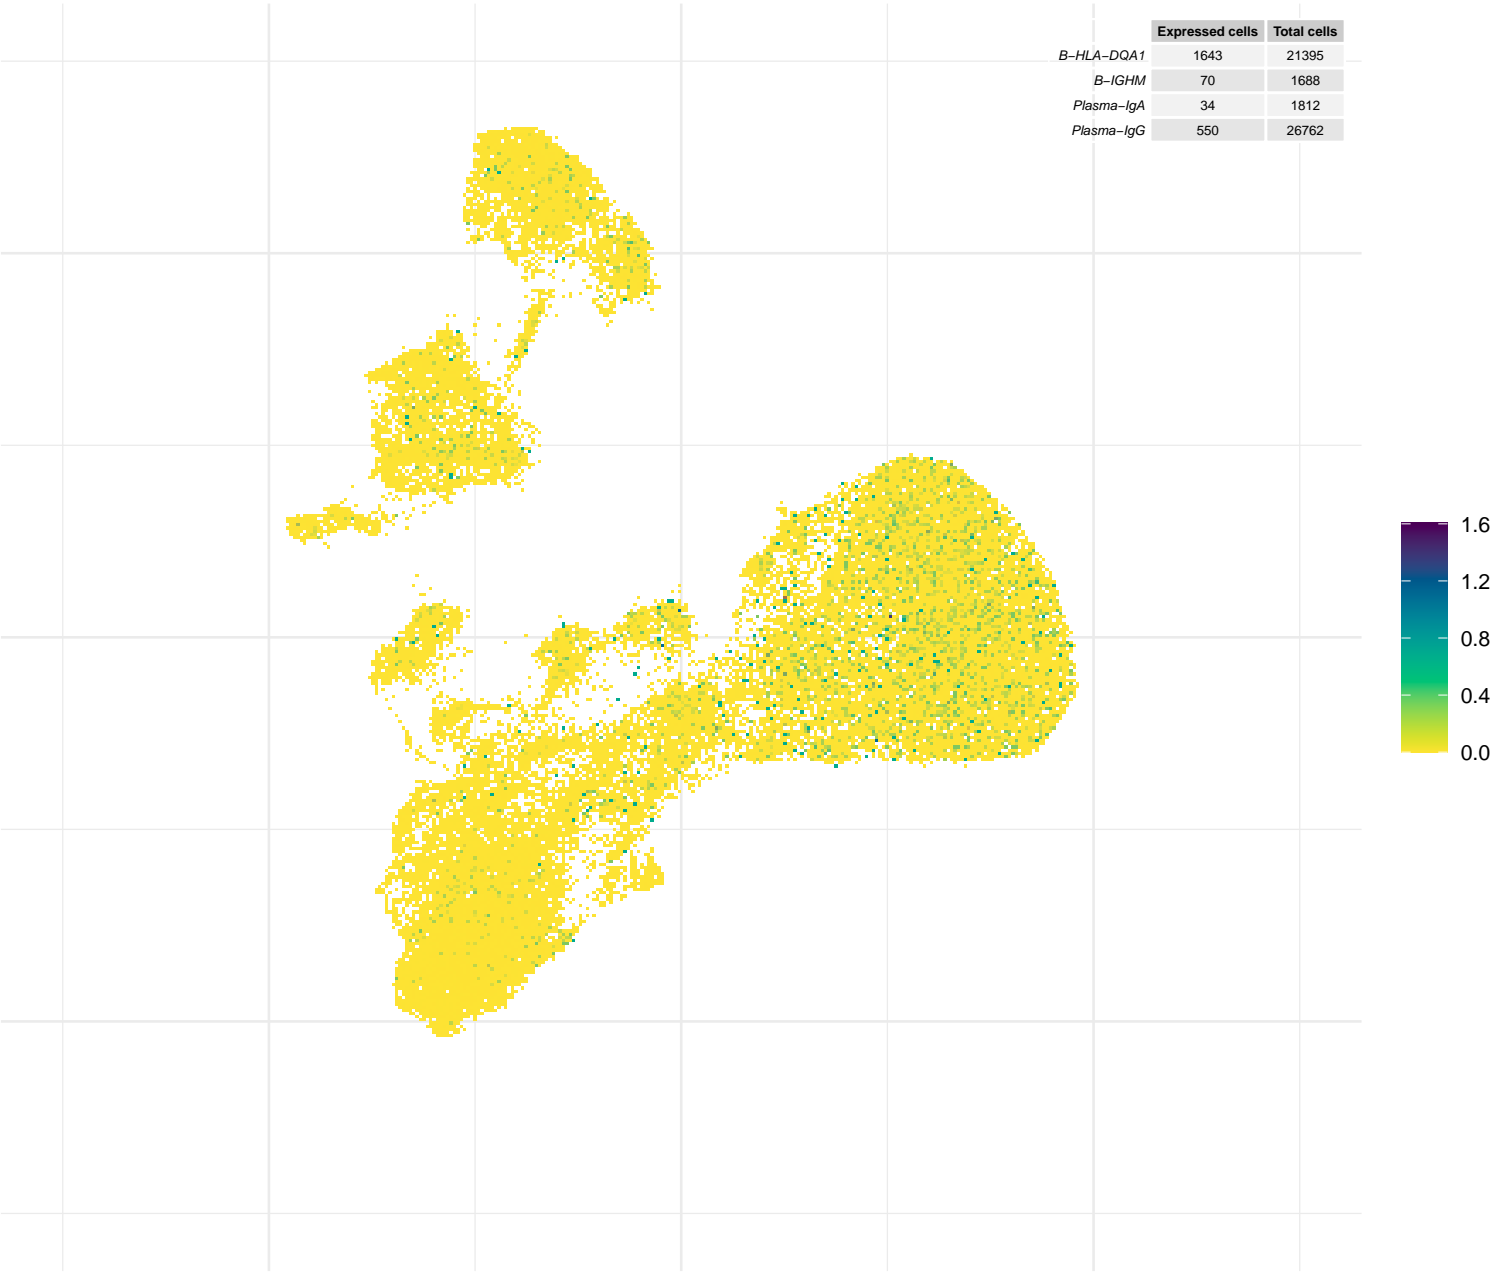 Expressed cells Total cells
B−HLA−DQA1 1643 21395
B−IGHM 70 1688
Plasma−IgA 34 1812
Plasma−IgG 550 26762
1.6
1.2
0.8
0.4
0.0